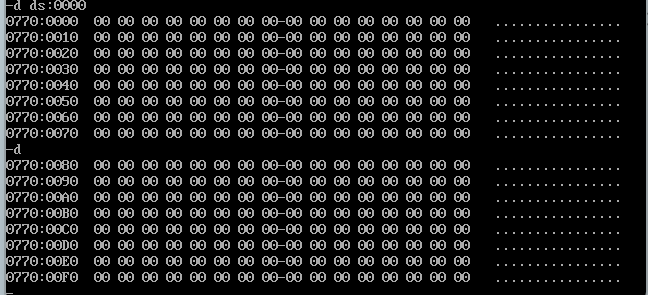 -d ds:0000
0770:0000  00 00 00 00 00 00 00 00-00 00 00 00 00 00 00 00   ................
0770:0010  00 00 00 00 00 00 00 00-00 00 00 00 00 00 00 00   ................
0770:0020  00 00 00 00 00 00 00 00-00 00 00 00 00 00 00 00   ................
0770:0030  00 00 00 00 00 00 00 00-00 00 00 00 00 00 00 00   ................
0770:0040  00 00 00 00 00 00 00 00-00 00 00 00 00 00 00 00   ................
0770:0050  00 00 00 00 00 00 00 00-00 00 00 00 00 00 00 00   ................
0770:0060  00 00 00 00 00 00 00 00-00 00 00 00 00 00 00 00   ................
0770:0070  00 00 00 00 00 00 00 00-00 00 00 00 00 00 00 00   ................
-d
0770:0080  00 00 00 00 00 00 00 00-00 00 00 00 00 00 00 00   ................
0770:0090  00 00 00 00 00 00 00 00-00 00 00 00 00 00 00 00   ................
0770:00A0  00 00 00 00 00 00 00 00-00 00 00 00 00 00 00 00   ................
0770:00B0  00 00 00 00 00 00 00 00-00 00 00 00 00 00 00 00   ................
0770:00C0  00 00 00 00 00 00 00 00-00 00 00 00 00 00 00 00   ................
0770:00D0  00 00 00 00 00 00 00 00-00 00 00 00 00 00 00 00   ................
0770:00E0  00 00 00 00 00 00 00 00-00 00 00 00 00 00 00 00   ................
0770:00F0  00 00 00 00 00 00 00 00-00 00 00 00 00 00 00 00   ................
-